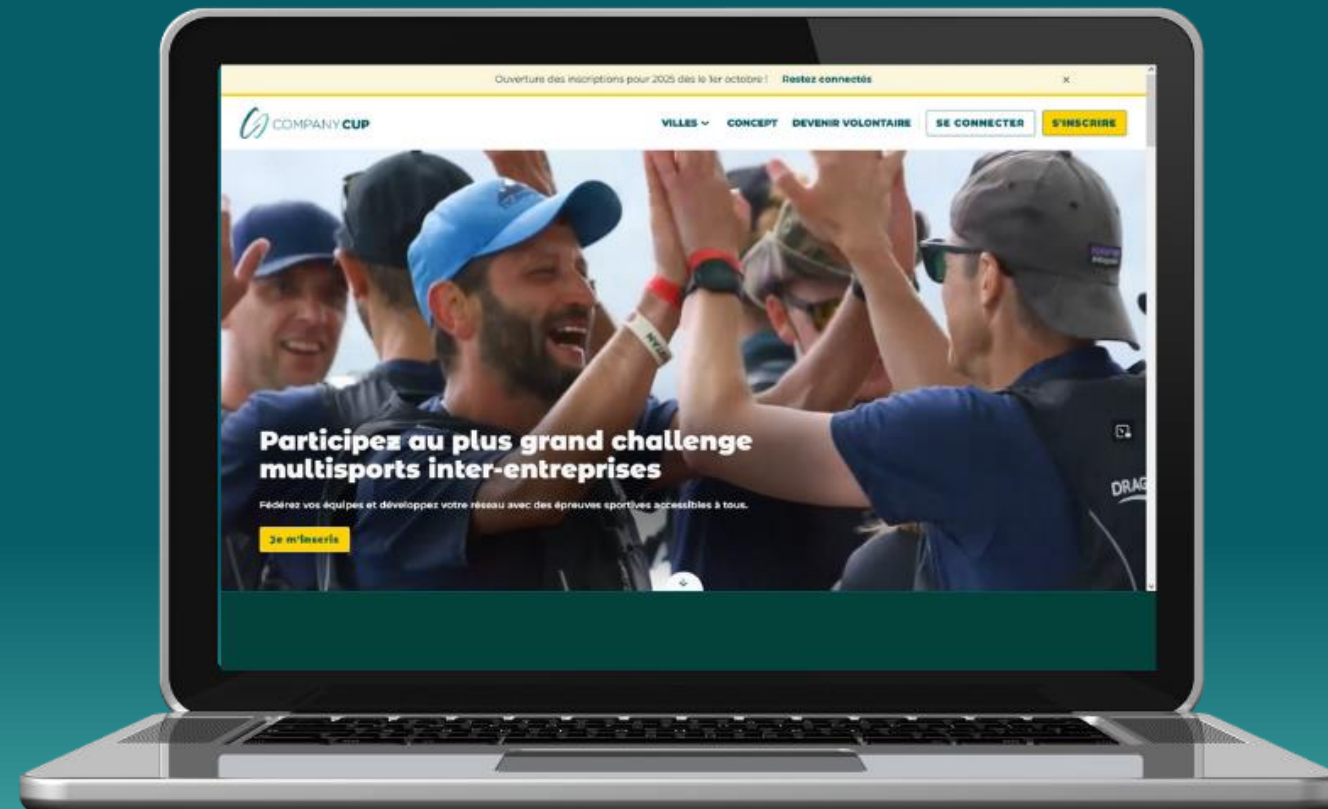 Ouverture des inscriptions pour 2025 dès le 1er octobre ! Restez connectés ×
COMPANY CUP VILLES CONCEPT DEVENIR VOLONTAIRE SE CONNECTER S'INSCRIRE
Participez au plus grand challenge
multisports inter-entreprises
Fédérez vos équipes et développez votre réseau avec des épreuves sportives accessibles à tous.
Je m'inscris
DRAG